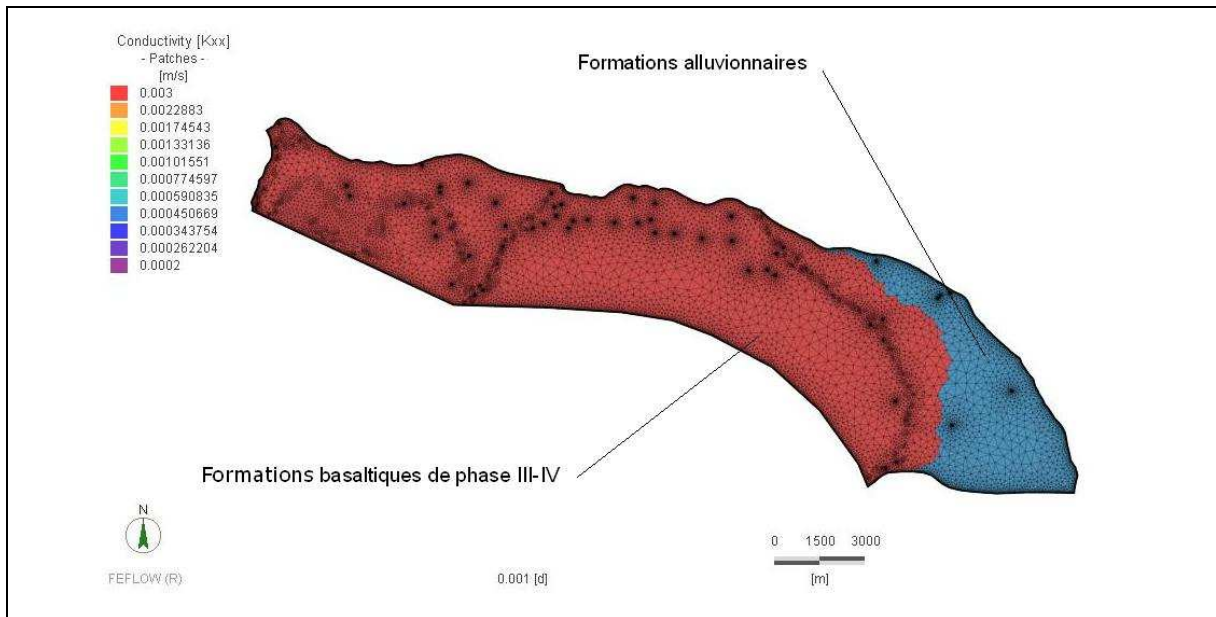 Conductivity [Kxx]
- Patches -
[m/s]
0.003
0.0022883
0.00174543
0.00133136
0.00101551
0.000774597
0.000590835
0.000450669
0.000343754
0.000262204
0.0002
Formations alluvionnaires
Formations basaltiques de phase III-IV
N
FEFLOW (R)
0.001 [d]
0 1500 3000
[m]